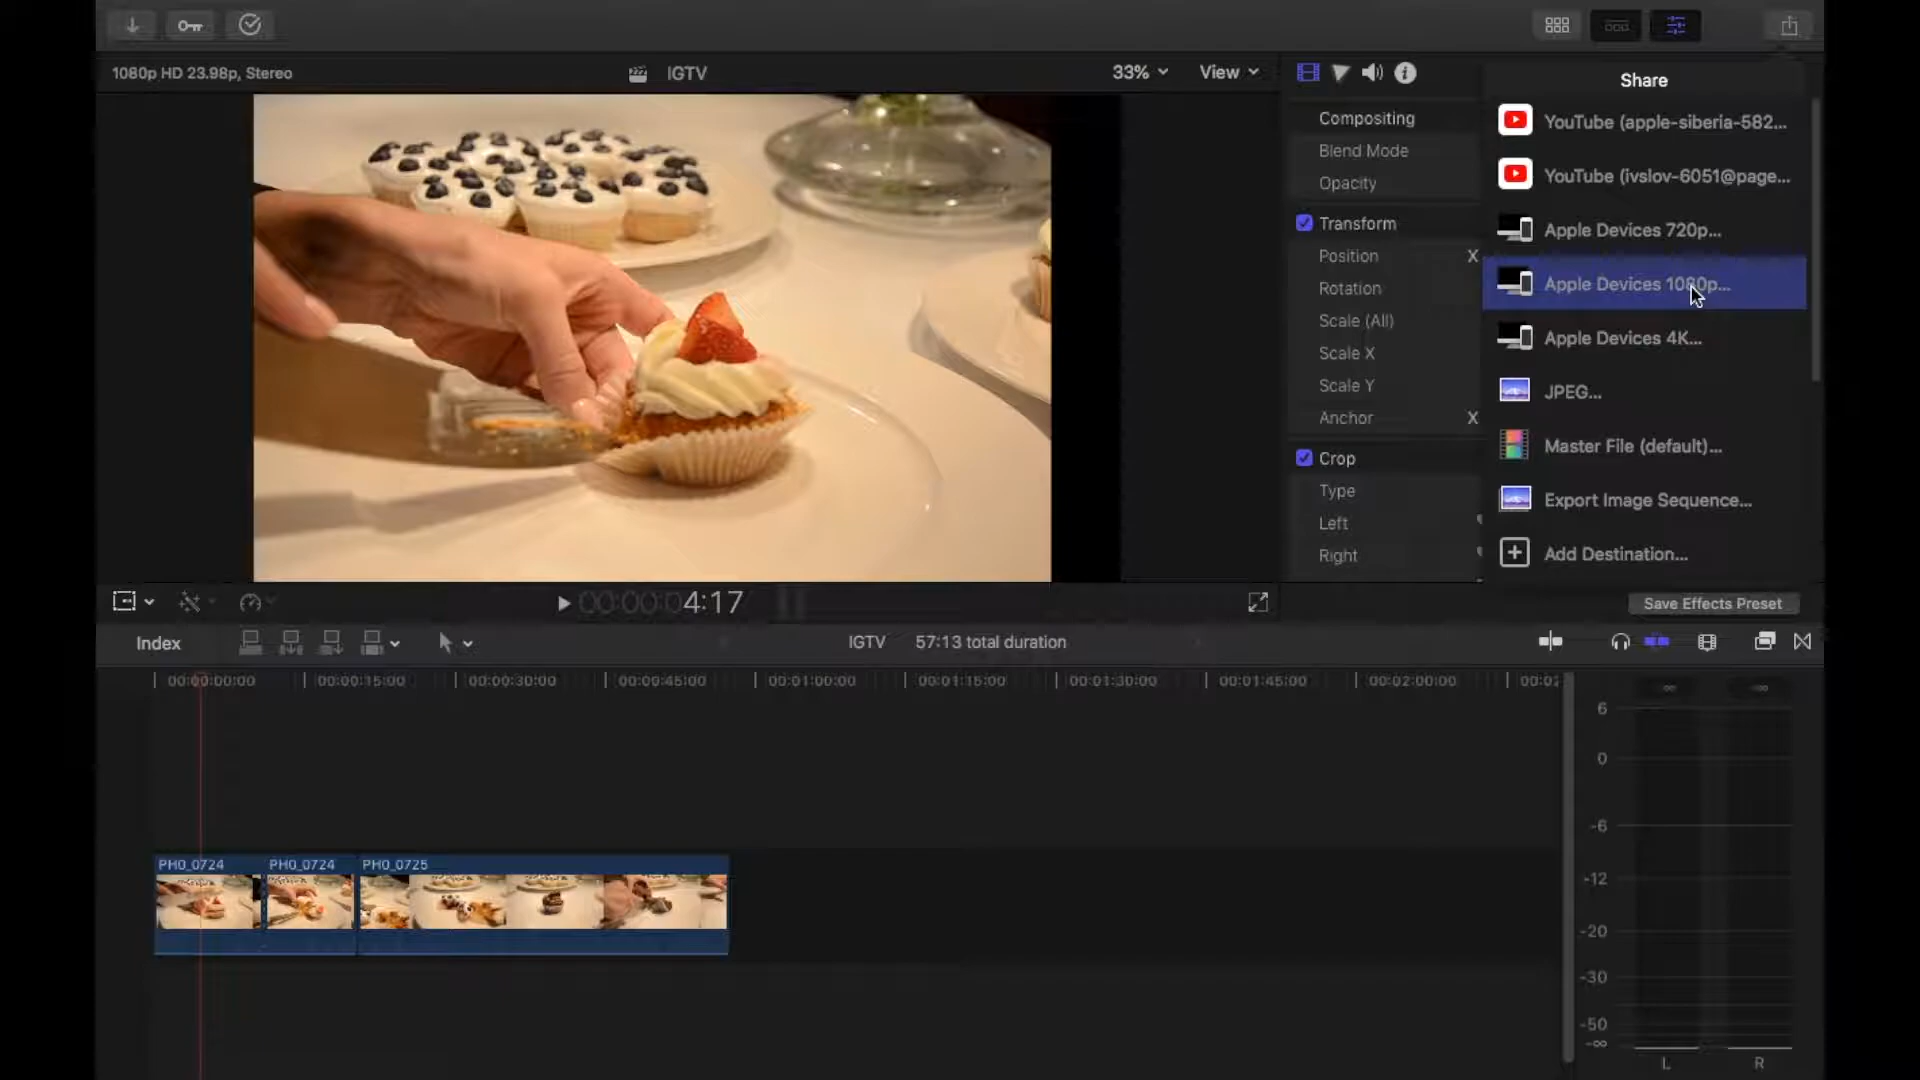 1080p HD 23.98p, Stereo
IGTV
33%
View
Share
YouTube (apple-siberia-582...
YouTube (ivslov-6051@page...
Apple Devices 720p...
Apple Devices 1080p...
Apple Devices 4K...
JPEG...
Master File (default)...
Export Image Sequence...
Add Destination...
Compositing
Blend Mode
Opacity
Transform
Position X
Rotation
Scale (All)
Scale X
Scale Y
Anchor X
Crop
Type
Left
Right
00:00:04:17
Save Effects Preset
Index
IGTV 57:13 total duration
00:00:00:00 00:00:15:00 00:00:30:00 00:00:45:00 00:01:00:00 00:01:15:00 00:01:30:00 00:01:45:00 00:02:00:00
PHO_0724 PHO_0724 PHO_0725
6
0
-6
-12
-20
-30
-50
-∞
L R